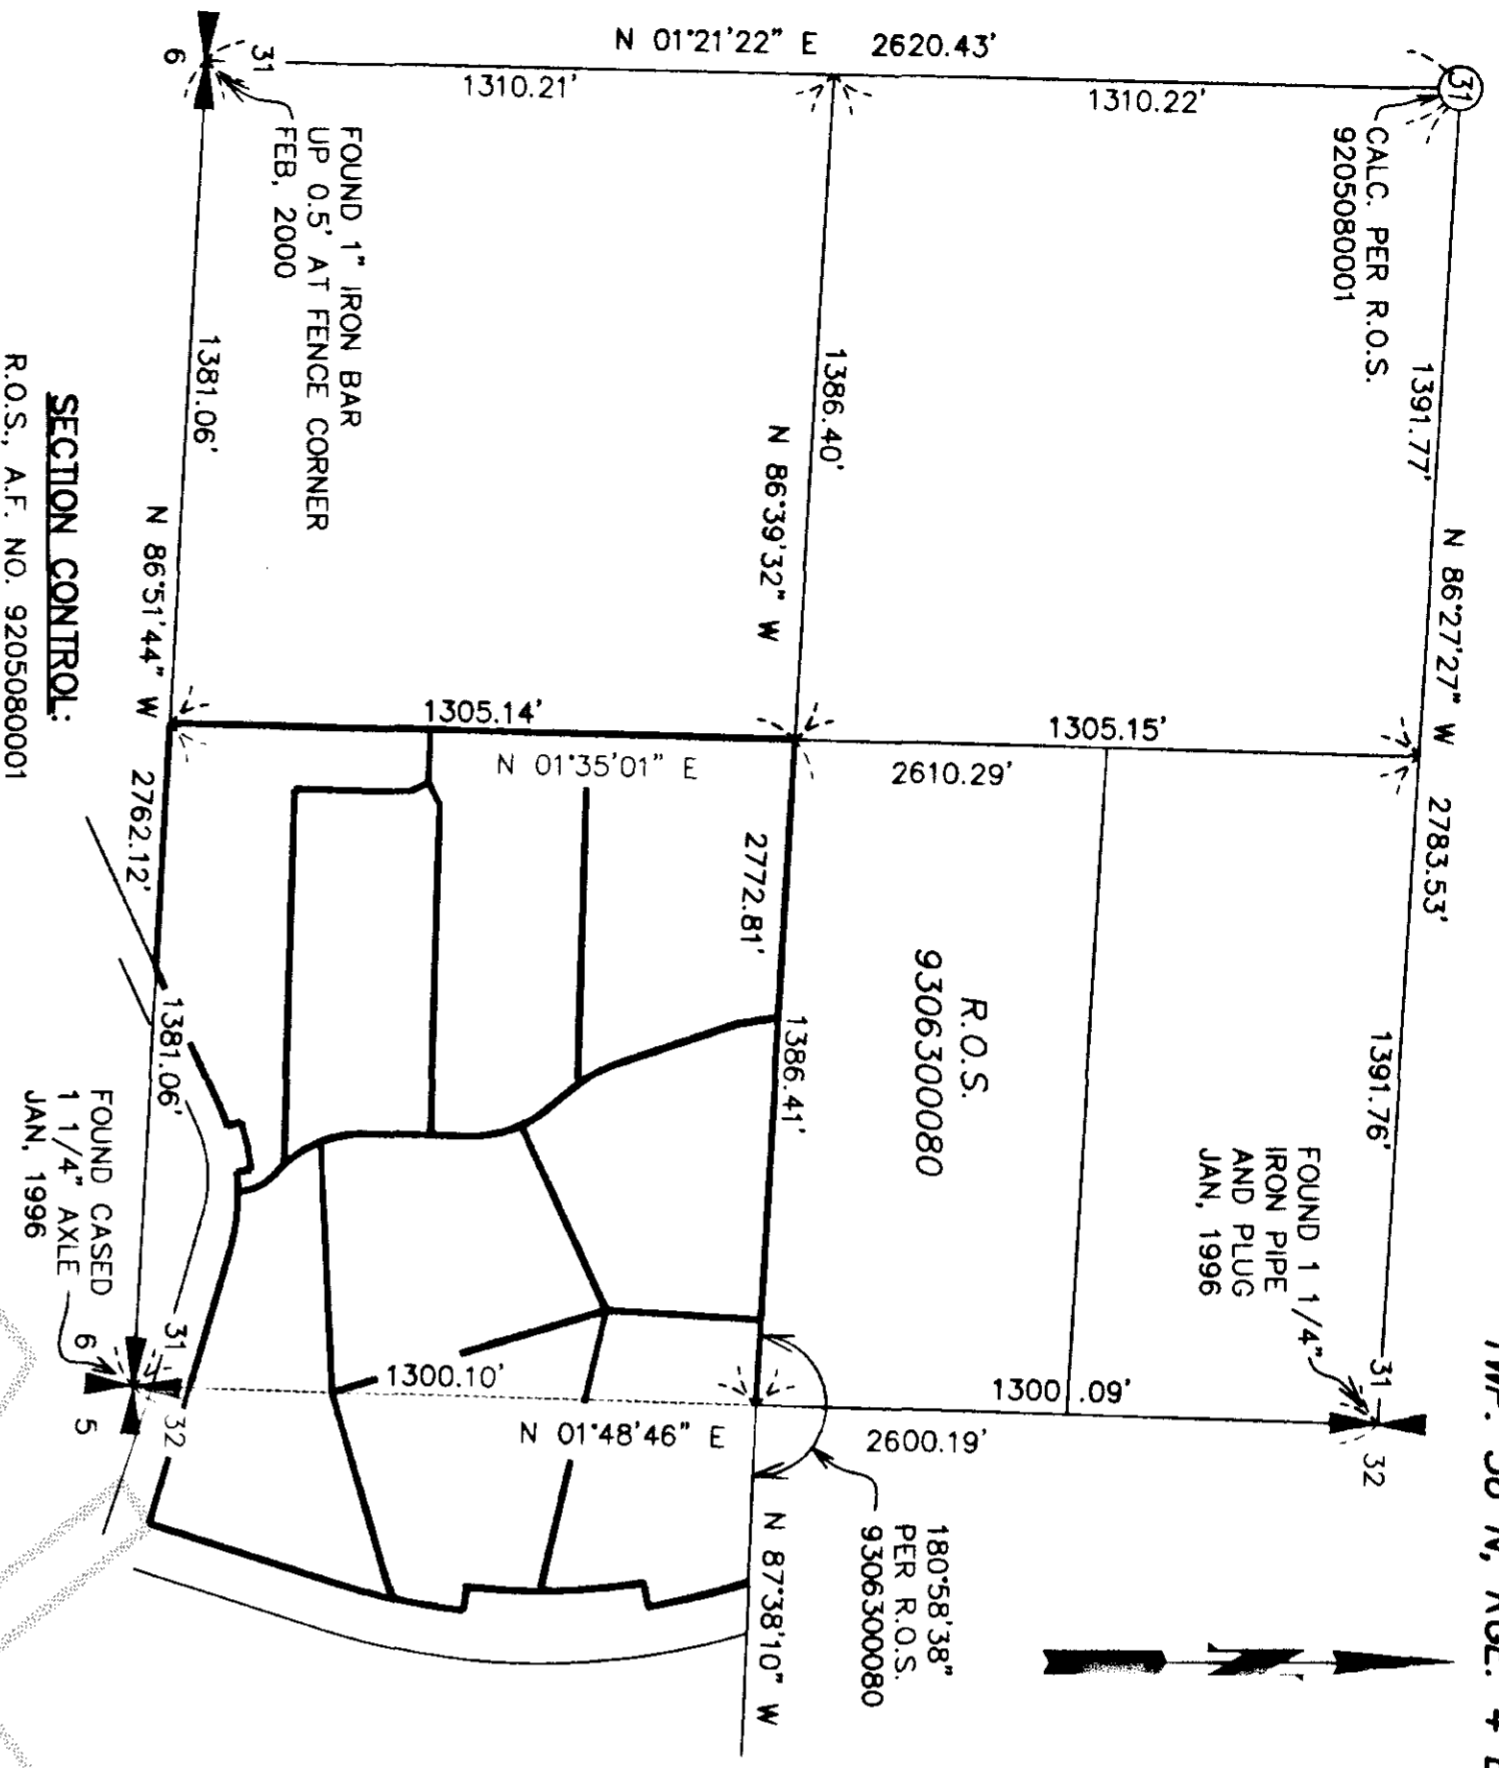 TWP. 36 N, RGE. 4 E
N 86°27'27" W 2783.53'
1391.77'
1391.76'
31
CALC. PER R.O.S.
9205080001
FOUND 1 1/4"
IRON PIPE
AND PLUG
JAN, 1996
31
32
N 01°21'22" E 2620.43'
1310.22'
1310.21'
1305.15'
2610.29'
R.O.S.
9306300080
1300.09'
2600.19'
180°58'38"
PER R.O.S.
9306300080
1386.40'
N 86°39'32" W
2772.81'
1386.41'
N 87°38'10" W
1305.14'
N 01°35'01" E
1300.10'
N 01°48'46" E
FOUND 1" IRON BAR
UP 0.5' AT FENCE CORNER
FEB, 2000
31
6
1381.06'
N 86°51'44" W
2762.12'
1381.06'
31
32
6
5
FOUND CASED
1 1/4" AXLE
JAN, 1996
SECTION CONTROL:
R.O.S., A.F. NO. 9205080001